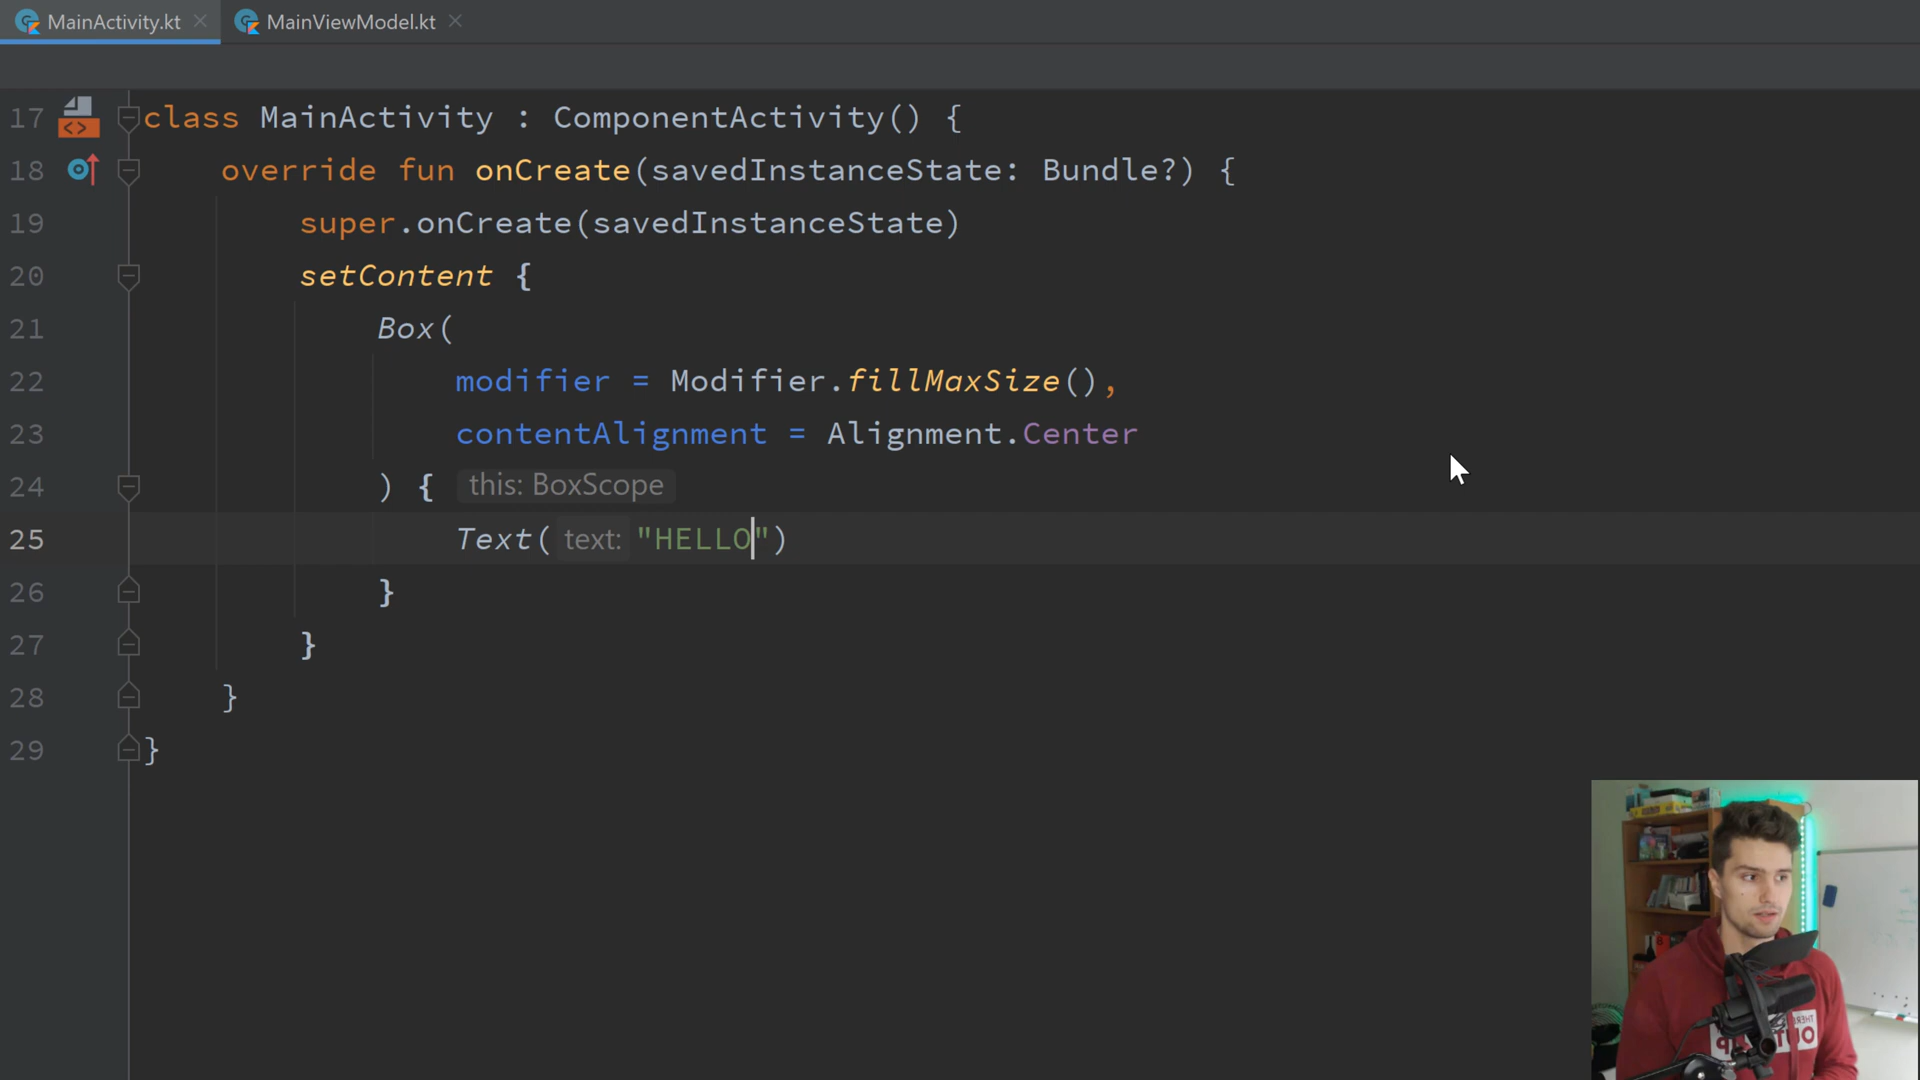 MainActivity.kt MainViewModel.kt
17 class MainActivity : ComponentActivity() {
18 override fun onCreate(savedInstanceState: Bundle?) {
19 super.onCreate(savedInstanceState)
20 setContent {
21 Box(
22 modifier = Modifier.fillMaxSize(),
23 contentAlignment = Alignment.Center
24 ) { this: BoxScope
25 Text( text: "HELLO")
26 }
27 }
28 }
29 }